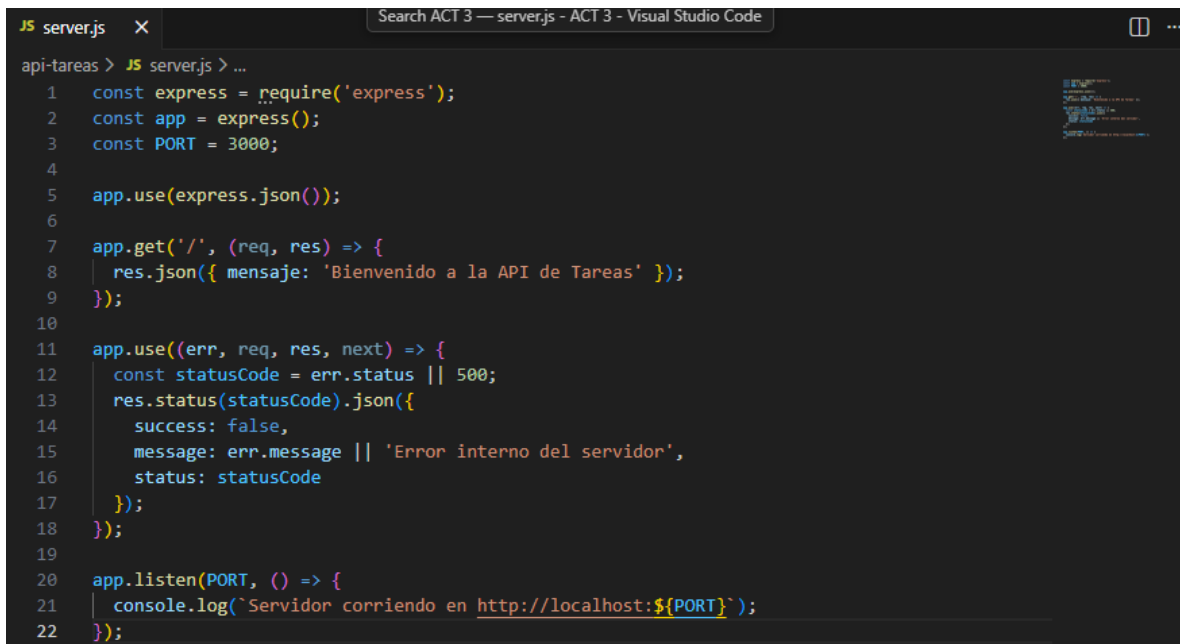 JS server.js ×
Search ACT 3 — server.js - ACT 3 - Visual Studio Code
api-tareas > JS server.js > ...
1 const express = require('express');
2 const app = express();
3 const PORT = 3000;
4
5 app.use(express.json());
6
7 app.get('/', (req, res) => {
8   res.json({ mensaje: 'Bienvenido a la API de Tareas' });
9 });
10
11 app.use((err, req, res, next) => {
12   const statusCode = err.status || 500;
13   res.status(statusCode).json({
14     success: false,
15     message: err.message || 'Error interno del servidor',
16     status: statusCode
17   });
18 });
19
20 app.listen(PORT, () => {
21   console.log(`Servidor corriendo en http://localhost:${PORT}`);
22 });